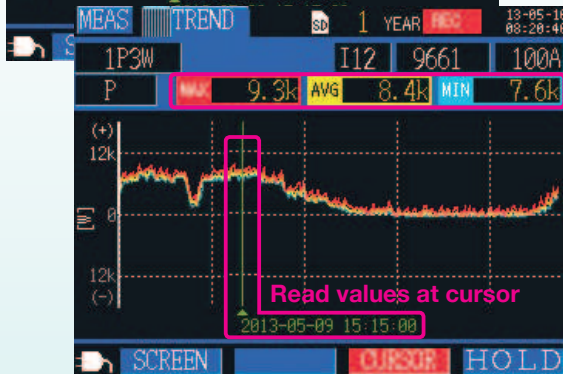 MEAS TREND SD 1 YEAR REC 13-05-10
08:20:40
1P3W I12 9661 100A
P MAX 9.3k AVG 8.4k MIN 7.6k
(+)
12k
[W] 0
12k
(-)
Read values at cursor
2013-05-09 15:15:00
SCREEN CURSOR HOLD